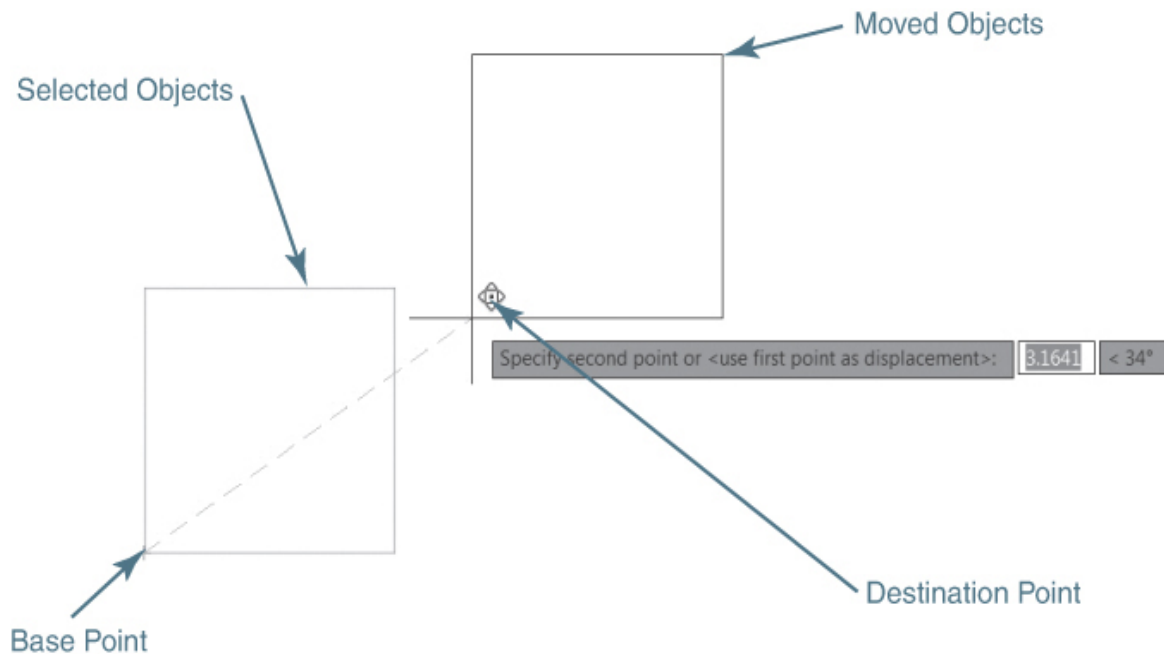 Moved Objects
Selected Objects
Specify second point or <use first point as displacement>: 3.1641 < 34°
Destination Point
Base Point